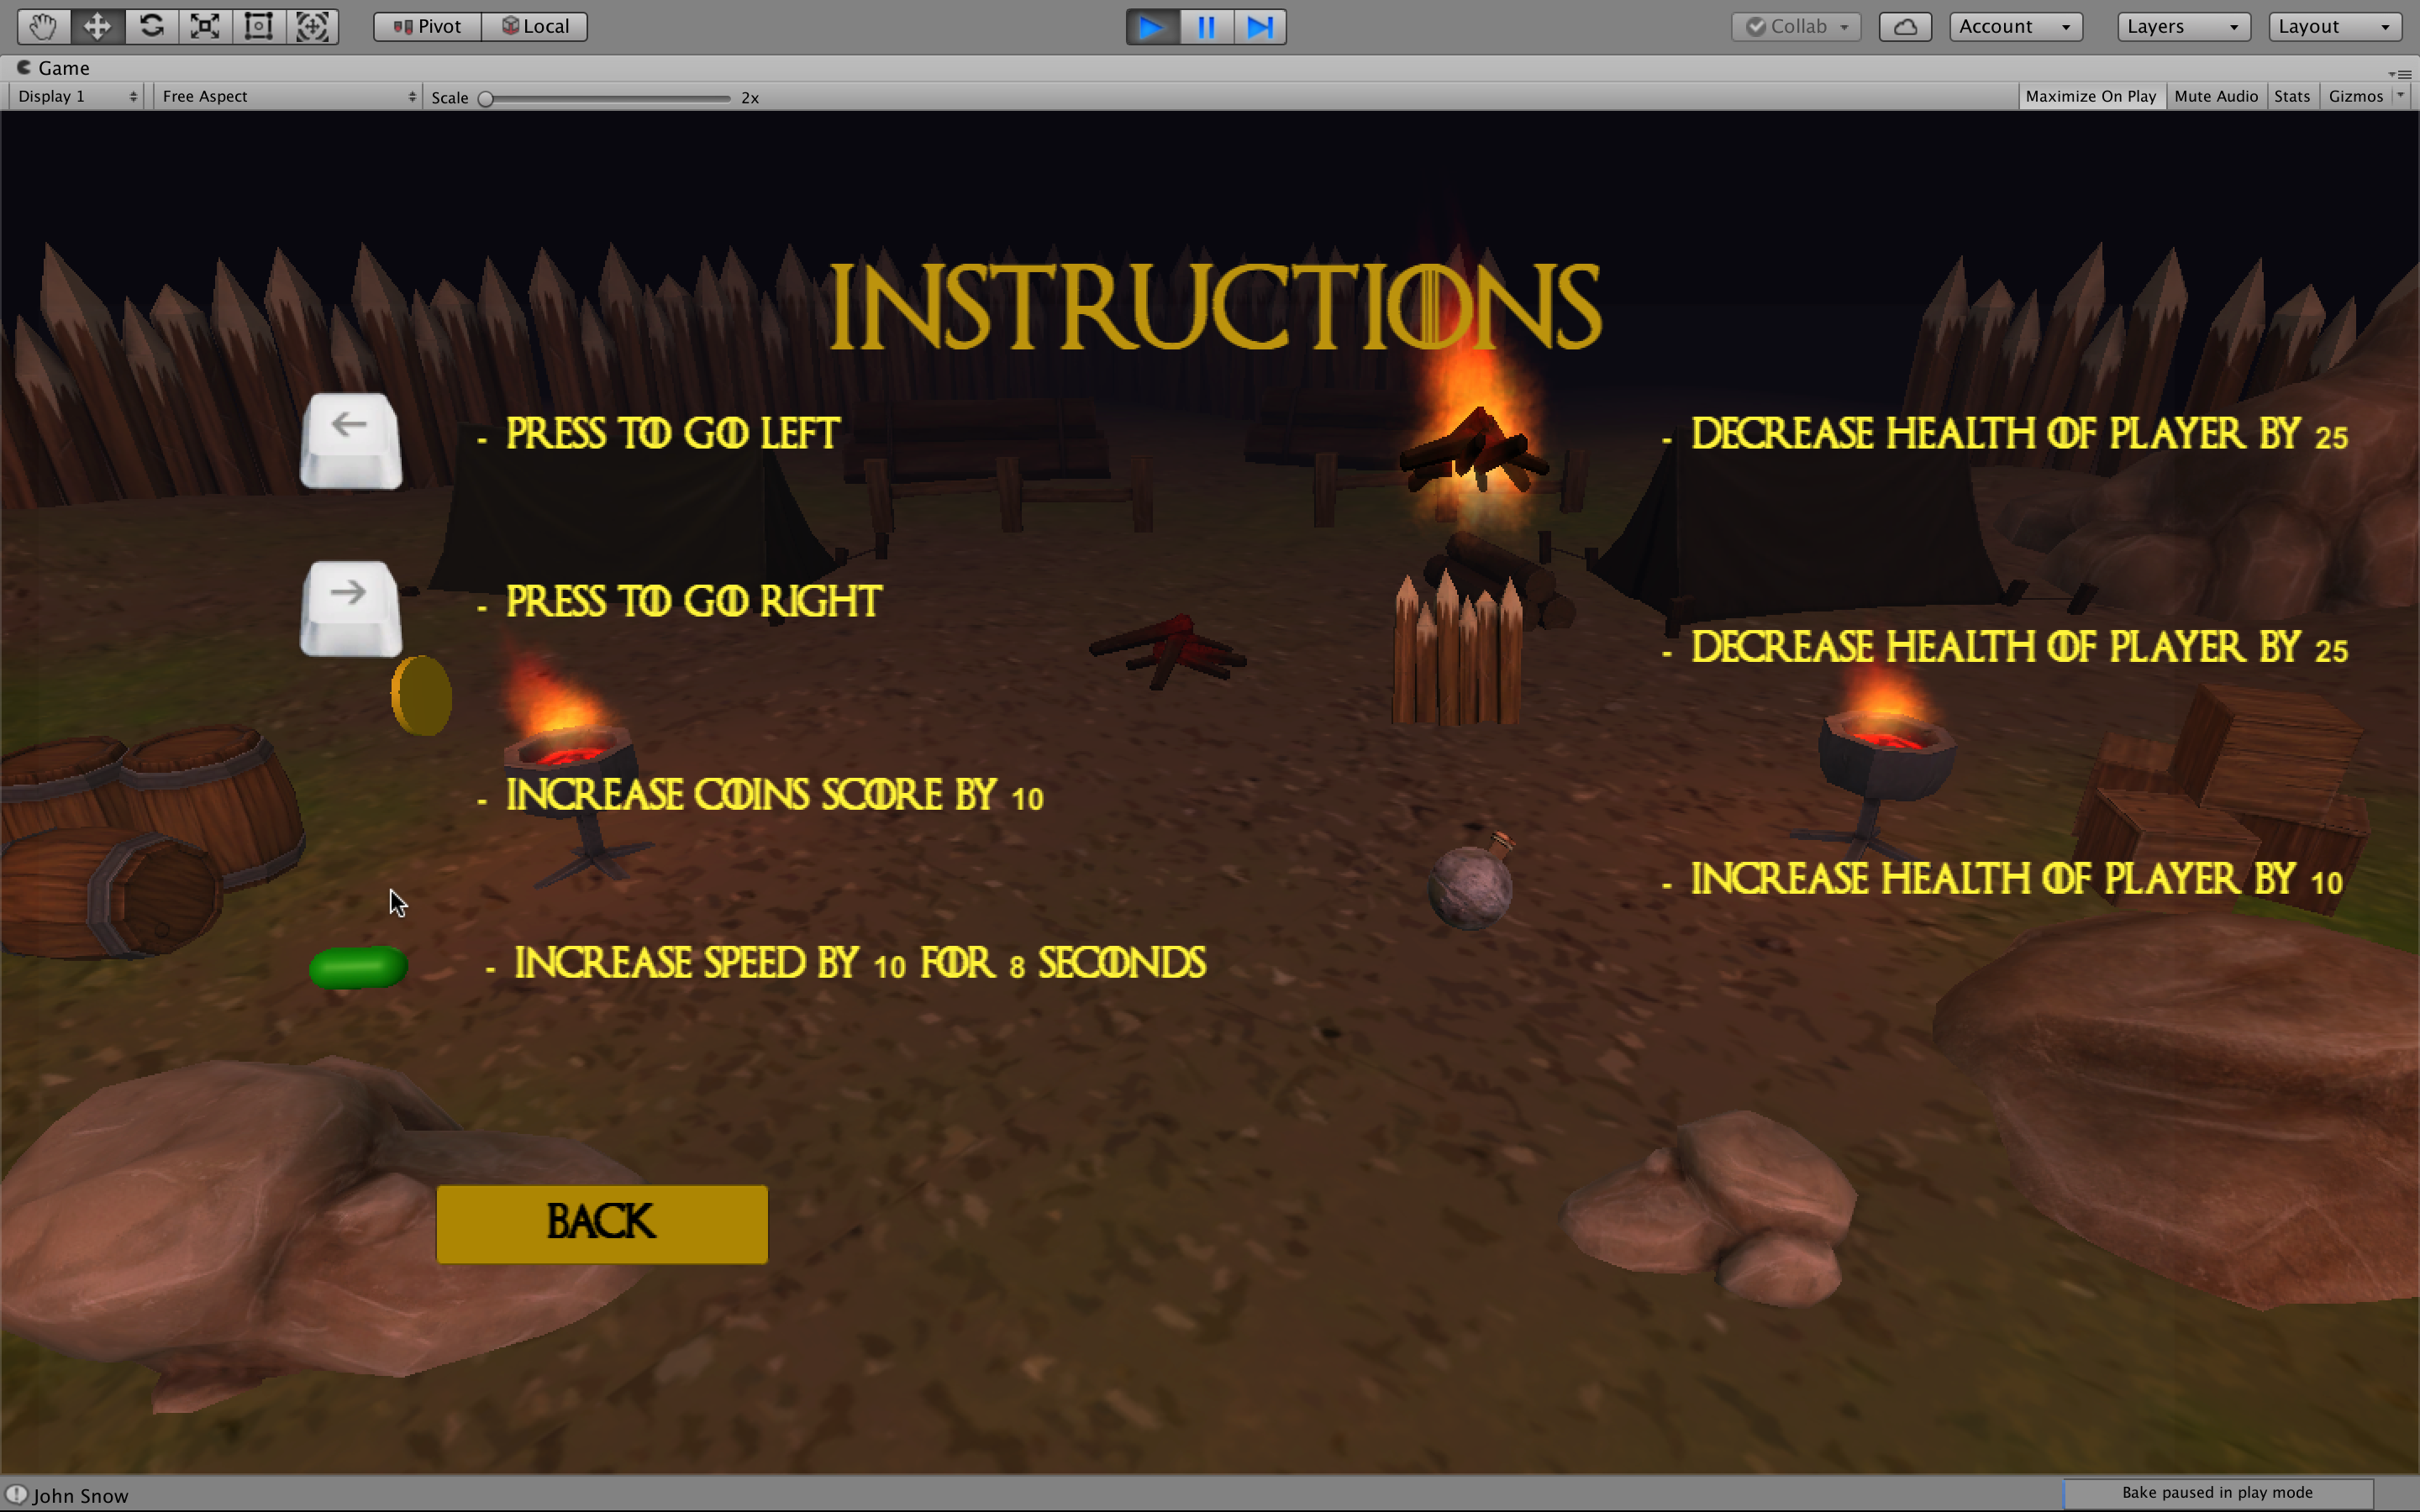 Pivot Local Collab Account Layers Layout
Game
Display 1 Free Aspect Scale 2x Maximize On Play Mute Audio Stats Gizmos
INSTRUCTIONS
- PRESS TO GO LEFT
- DECREASE HEALTH OF PLAYER BY 25
- PRESS TO GO RIGHT
- DECREASE HEALTH OF PLAYER BY 25
- INCREASE COINS SCORE BY 10
- INCREASE HEALTH OF PLAYER BY 10
- INCREASE SPEED BY 10 FOR 8 SECONDS
BACK
John Snow
Bake paused in play mode